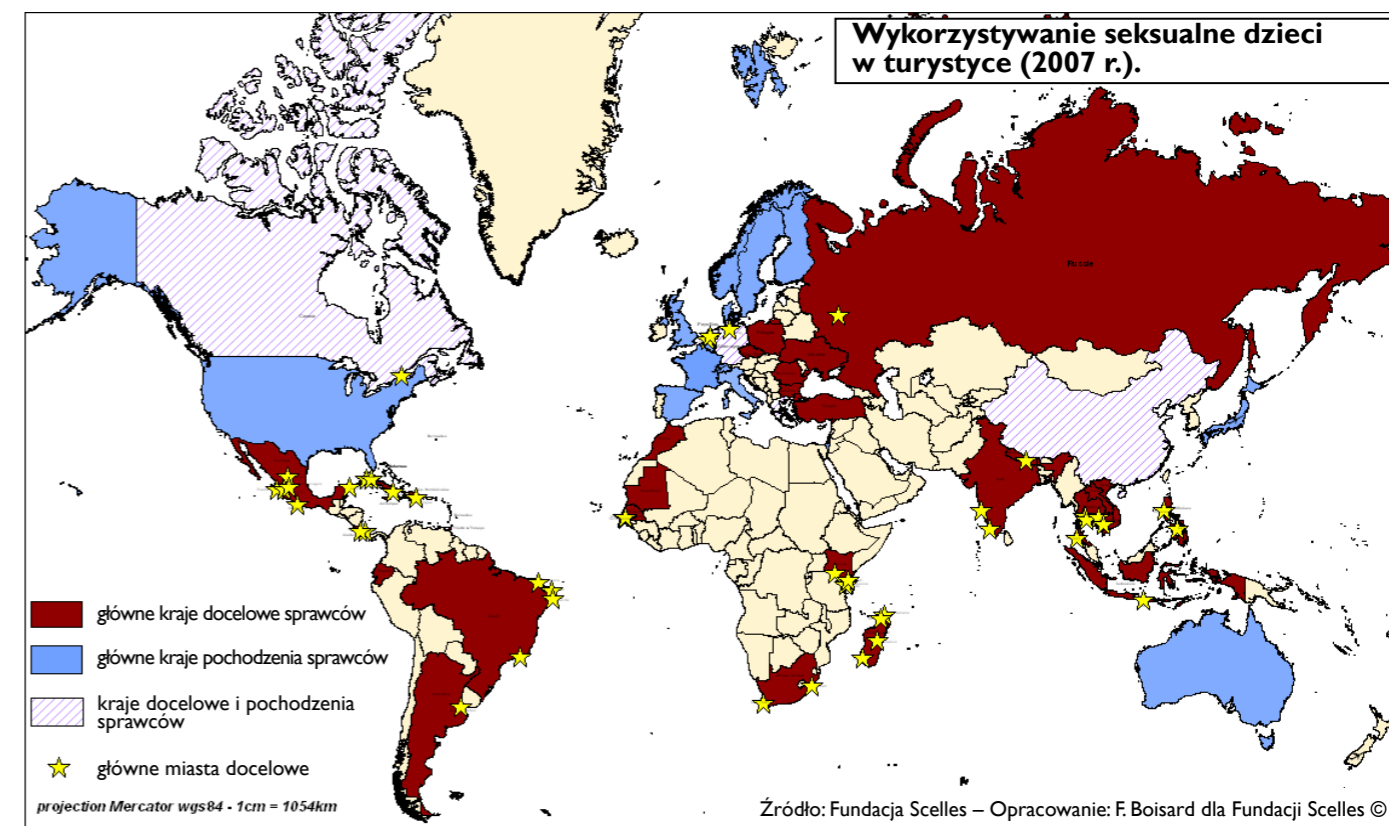 Wykorzystywanie seksualne dzieci
w turystyce (2007 r.).
Russie
główne kraje docelowe sprawców
główne kraje pochodzenia sprawców
kraje docelowe i pochodzenia
sprawców
główne miasta docelowe
projection Mercator wgs84 - 1cm = 1054km
Źródło: Fundacja Scelles – Opracowanie: F. Boisard dla Fundacji Scelles ©